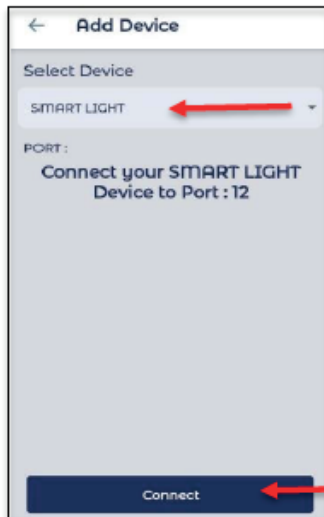 ← Add Device
Select Device
SMART LIGHT
PORT :
Connect your SMART LIGHT
Device to Port : 12
Connect